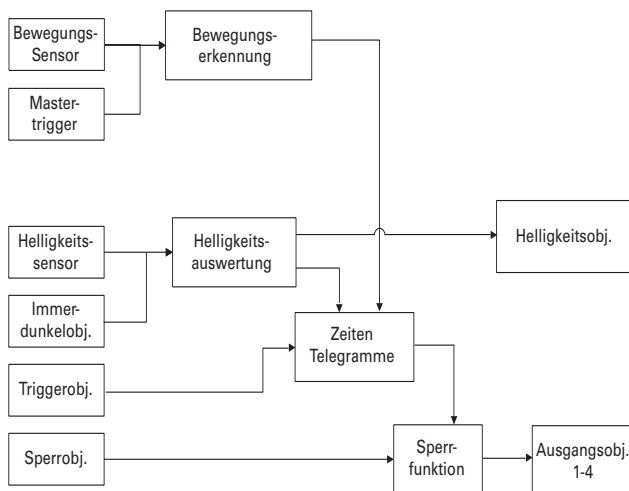 Bewegungs-
Sensor
Bewegungs-
erkennung
Master-
trigger
Helligkeits-
sensor
Helligkeits-
auswertung
Helligkeitsobj.
Immer-
dunkelobj.
Zeiten
Telegramme
Triggerobj.
Sperrobj.
Sperr-
funktion
Ausgangsobj.
1-4